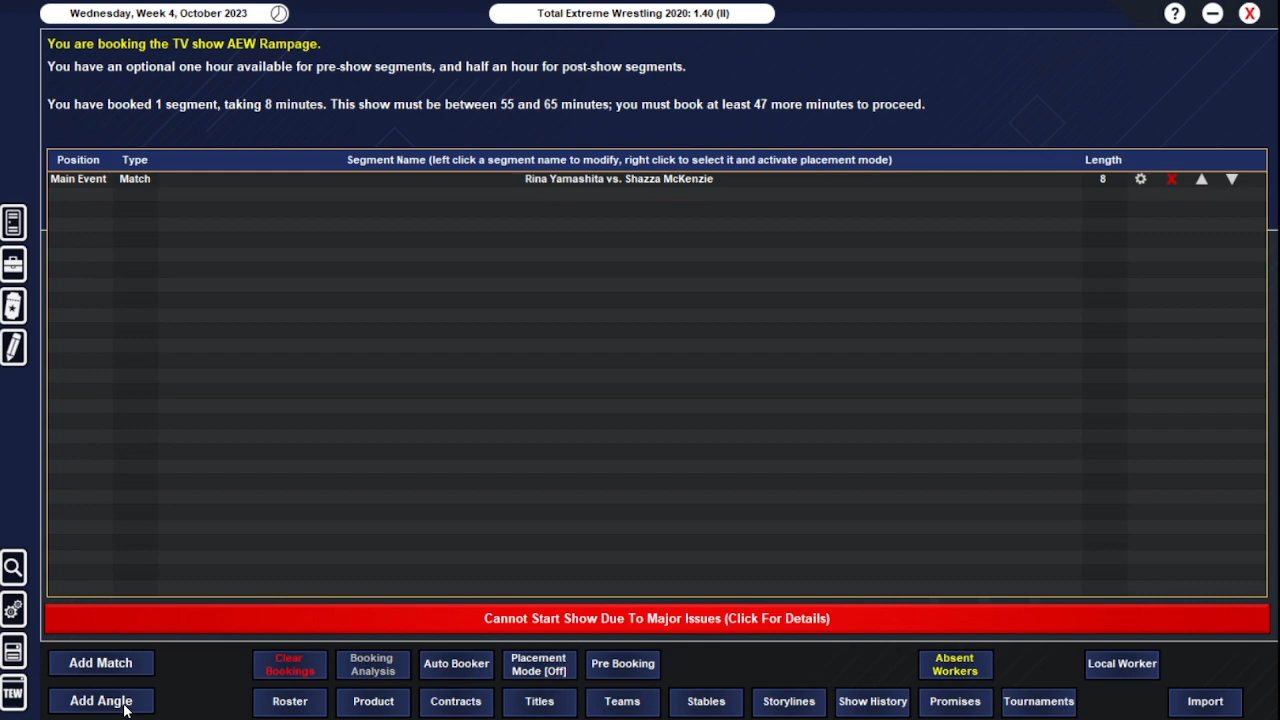 Wednesday, Week 4, October 2023
Total Extreme Wrestling 2020: 1.40 (II)
? X
You are booking the TV show AEW Rampage.
You have an optional one hour available for pre-show segments, and half an hour for post-show segments.
You have booked 1 segment, taking 8 minutes. This show must be between 55 and 65 minutes; you must book at least 47 more minutes to proceed.
Position Type Segment Name (left click a segment name to modify, right click to select it and activate placement mode) Length
Main Event Match Rina Yamashita vs. Shazza McKenzie 8 X
Cannot Start Show Due To Major Issues (Click For Details)
Add Match
Clear Bookings
Booking Analysis
Auto Booker
Placement Mode [Off]
Pre Booking
Absent Workers
Local Worker
TEW
Add Angle
Roster
Product
Contracts
Titles
Teams
Stables
Storylines
Show History
Promises
Tournaments
Import